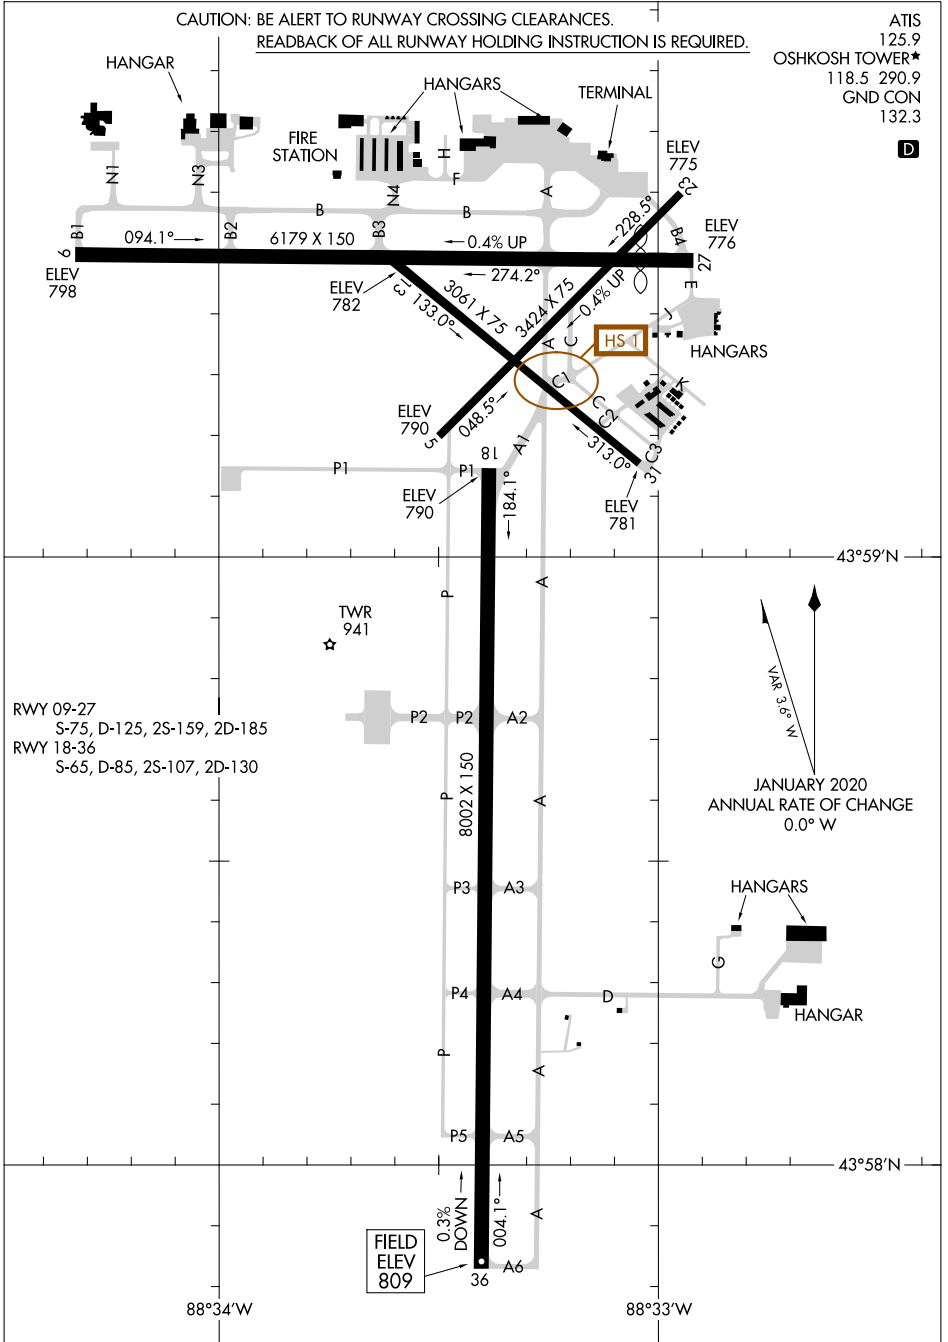 CAUTION: BE ALERT TO RUNWAY CROSSING CLEARANCES.
READBACK OF ALL RUNWAY HOLDING INSTRUCTION IS REQUIRED.
ATIS
125.9
OSHKOSH TOWER★
118.5 290.9
GND CON
132.3
D
HANGAR
HANGARS
TERMINAL
FIRE
STATION
ELEV
775
23
N1
N3
N4
H
F
A
B
B
B1
B2
B3
B4
228.5°
ELEV
776
9
094.1°
6179 X 150
0.4% UP
274.2°
27
E
ELEV
798
ELEV
782
13
133.0°
3061 X 75
3424 X 75
0.4% UP
A
C
J
HS 1
HANGARS
C1
K
C
C2
C3
ELEV
790
5
048.5°
313.0°
31
ELEV
781
A1
18
P1
P1
ELEV
790
184.1°
43°59'N
P
A
TWR
941
VAR 3.6° W
JANUARY 2020
ANNUAL RATE OF CHANGE
0.0° W
RWY 09-27
S-75, D-125, 2S-159, 2D-185
RWY 18-36
S-65, D-85, 2S-107, 2D-130
P2
P2
A2
8002 X 150
P
A
P3
A3
HANGARS
G
P4
A4
D
HANGAR
P
A
P5
A5
43°58'N
0.3%
DOWN
004.1°
A
FIELD
ELEV
809
36
A6
88°34'W
88°33'W